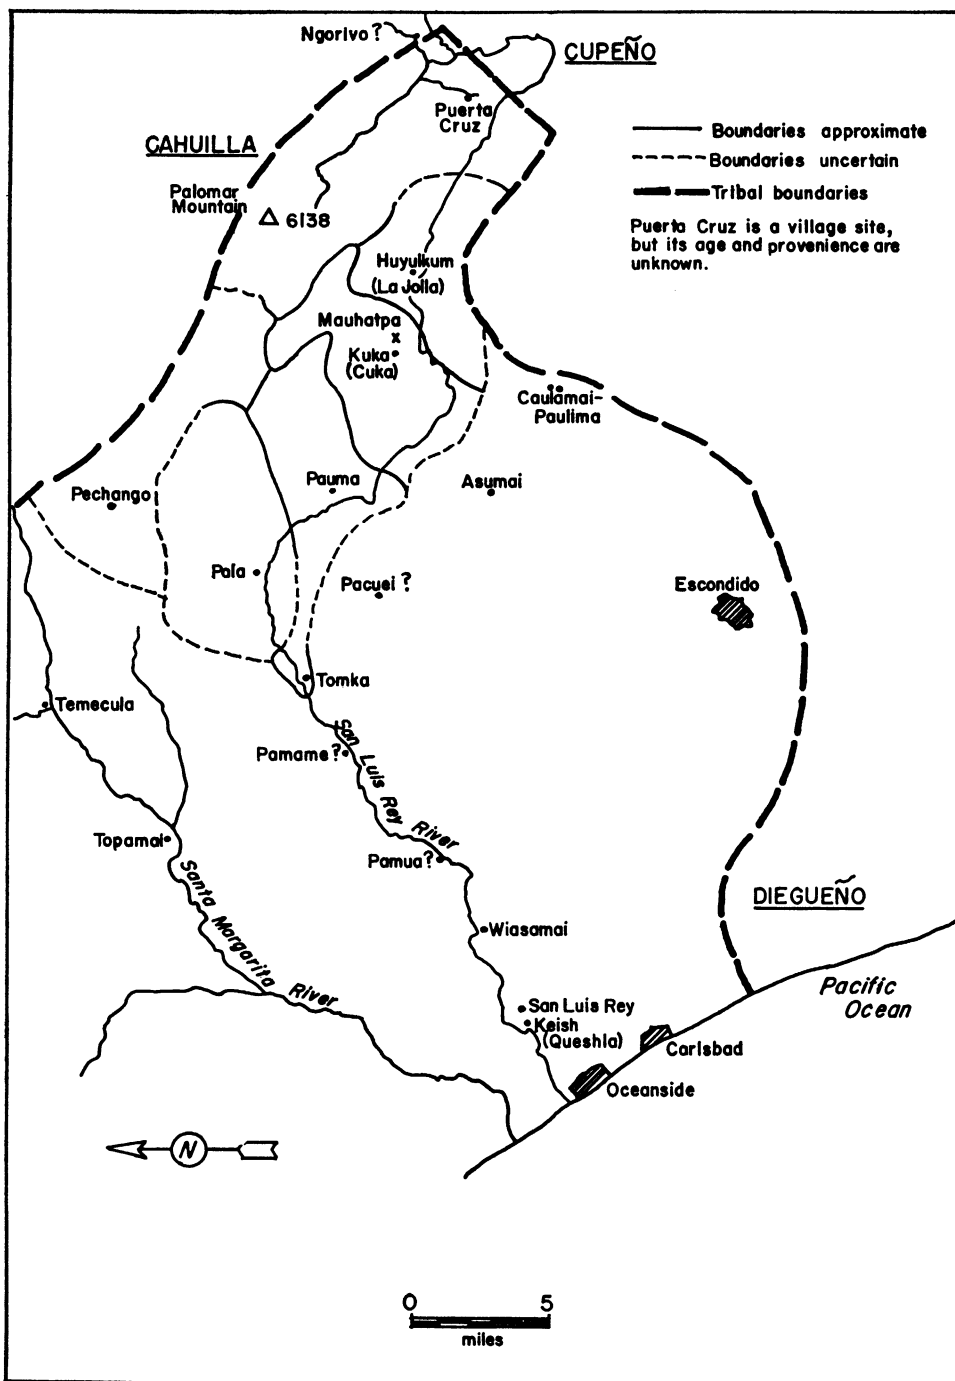 Ngorivo?
CUPEÑO
Puerta
Cruz
CAHUILLA
Boundaries approximate
Boundaries uncertain
Tribal boundaries
Puerta Cruz is a village site,
but its age and provenience are
unknown.
Palomar
Mountain
6138
Huyulkum
(La Jolla)
Mauhatpa
x
Kuka
(Cuka)
Caulamai-
Paulima
Pauma
Asumai
Pechango
Pala
Pacuei ?
Escondido
Tomka
Temecula
San Luis Rey River
Pamame?
Topamai
Pamua?
Santa Margarita River
DIEGUEÑO
Wiasamai
Pacific
Ocean
San Luis Rey
Keish
(Queshla)
Carlsbad
Oceanside
N
0 5
miles